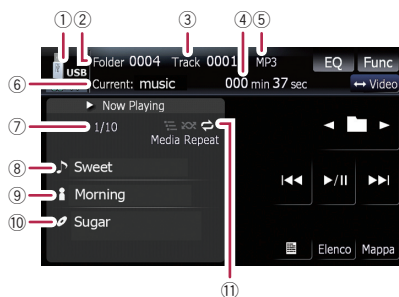 ① ② ③ ④ ⑤
USB Folder 0004 Track 0001 MP3 EQ Func
⑥ Current: music 000 min 37 sec ↔ Video
Now Playing
⑦ 1/10
Media Repeat
⑧ Sweet
⑨ Morning
⑩ Sugar
Elenco Mappa
⑪